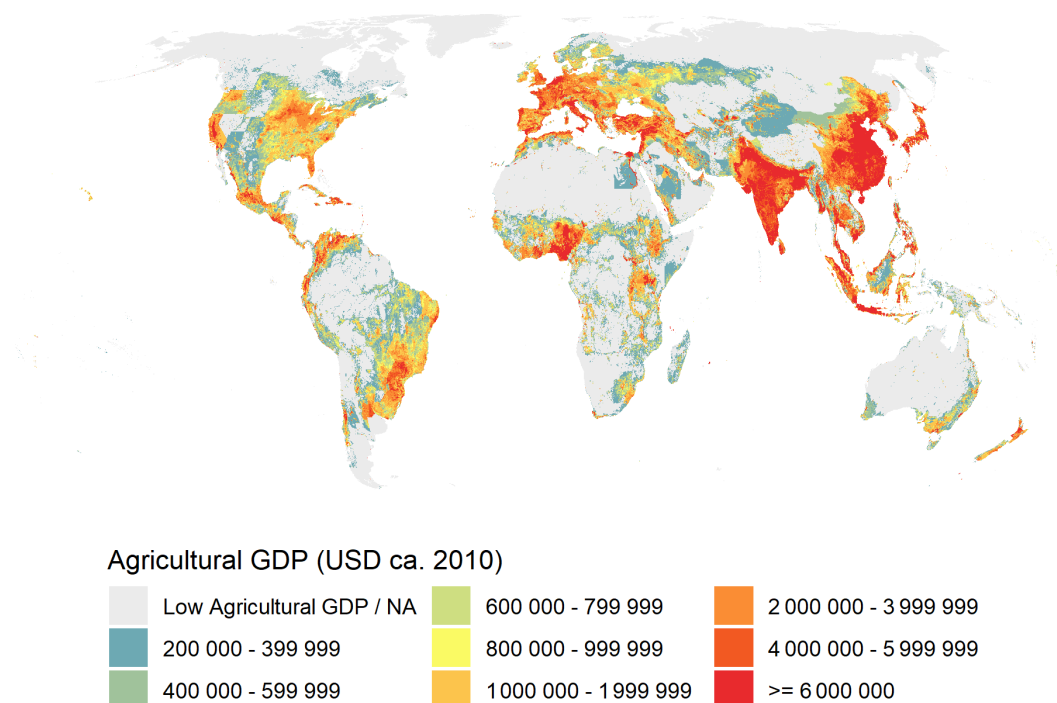 Agricultural GDP (USD ca. 2010)
Low Agricultural GDP / NA
200 000 - 399 999
400 000 - 599 999
600 000 - 799 999
800 000 - 999 999
1 000 000 - 1 999 999
2 000 000 - 3 999 999
4 000 000 - 5 999 999
>= 6 000 000